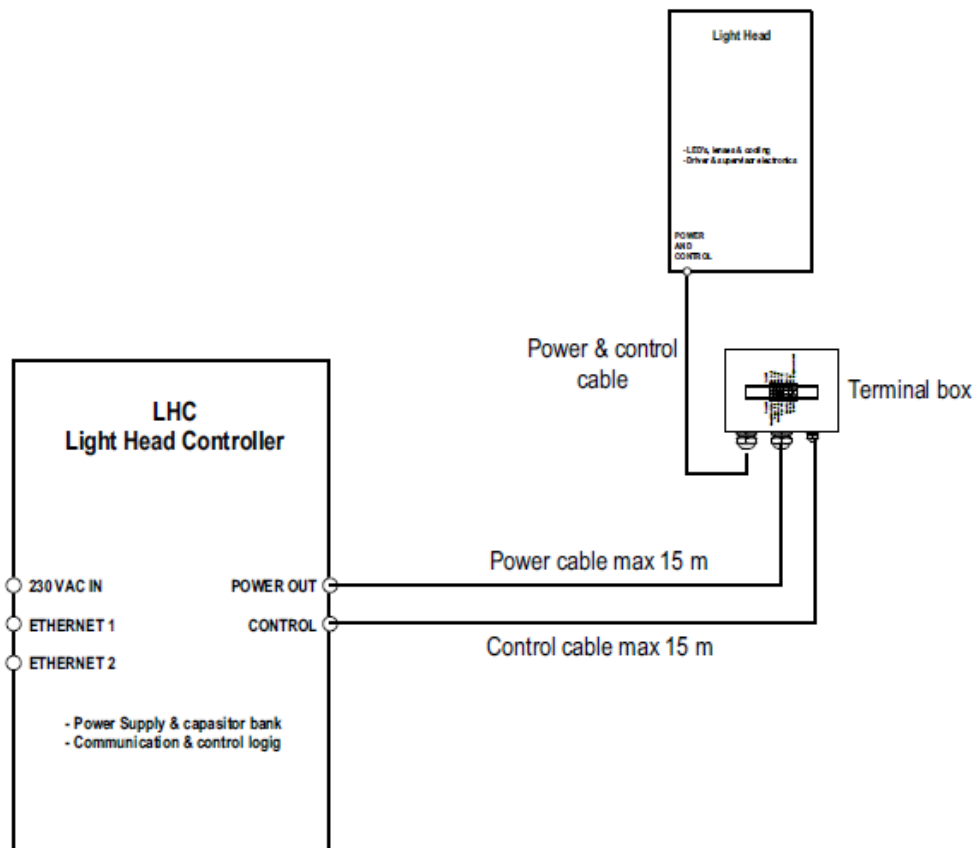 Light Head
- LED's, lenses & cooling
- Driver & supervisor electronics
POWER
AND
CONTROL
Power & control
cable
Terminal box
LHC
Light Head Controller
Power cable max 15 m
230 VAC IN
POWER OUT
ETHERNET 1
CONTROL
Control cable max 15 m
ETHERNET 2
- Power Supply & capasitor bank
- Communication & control logig